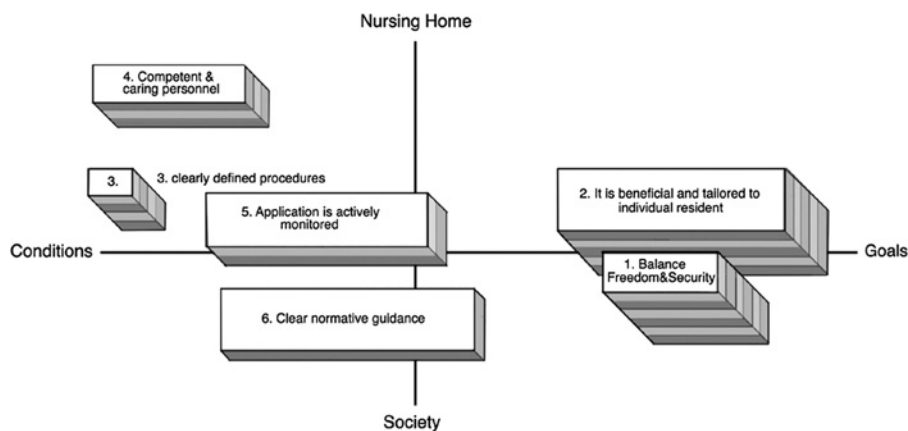 Nursing Home
4. Competent &
caring personnel
3.
3. clearly defined procedures
2. It is beneficial and tailored to
individual resident
5. Application is actively
monitored
Conditions
Goals
1. Balance
Freedom&Security
6. Clear normative guidance
Society